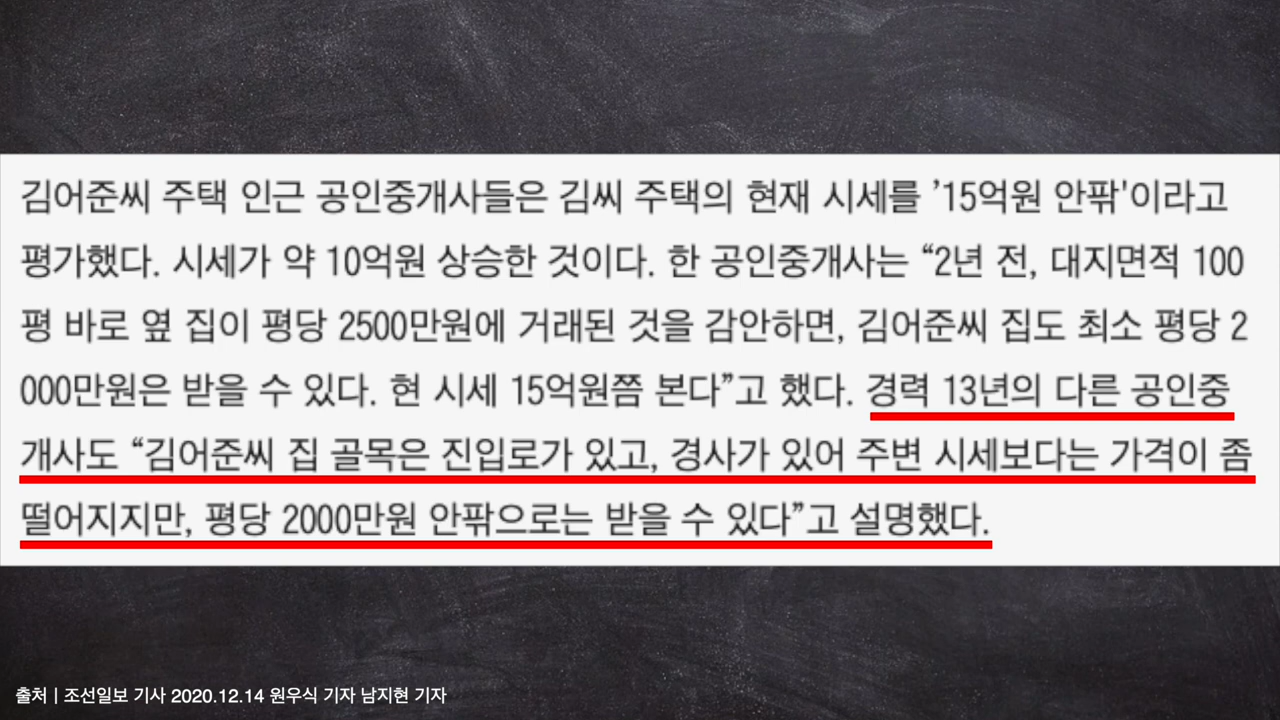 김어준씨 주택 인근 공인중개사들은 김씨 주택의 현재 시세를 ’15억원 안팎'이라고
평가했다. 시세가 약 10억원 상승한 것이다. 한 공인중개사는 “2년 전, 대지면적 100
평 바로 옆 집이 평당 2500만원에 거래된 것을 감안하면, 김어준씨 집도 최소 평당 2
000만원은 받을 수 있다. 현 시세 15억원쯤 본다”고 했다. 경력 13년의 다른 공인중
개사도 “김어준씨 집 골목은 진입로가 있고, 경사가 있어 주변 시세보다는 가격이 좀
떨어지지만, 평당 2000만원 안팎으로는 받을 수 있다”고 설명했다.
출처 | 조선일보 기사 2020.12.14 원우식 기자 남지현 기자